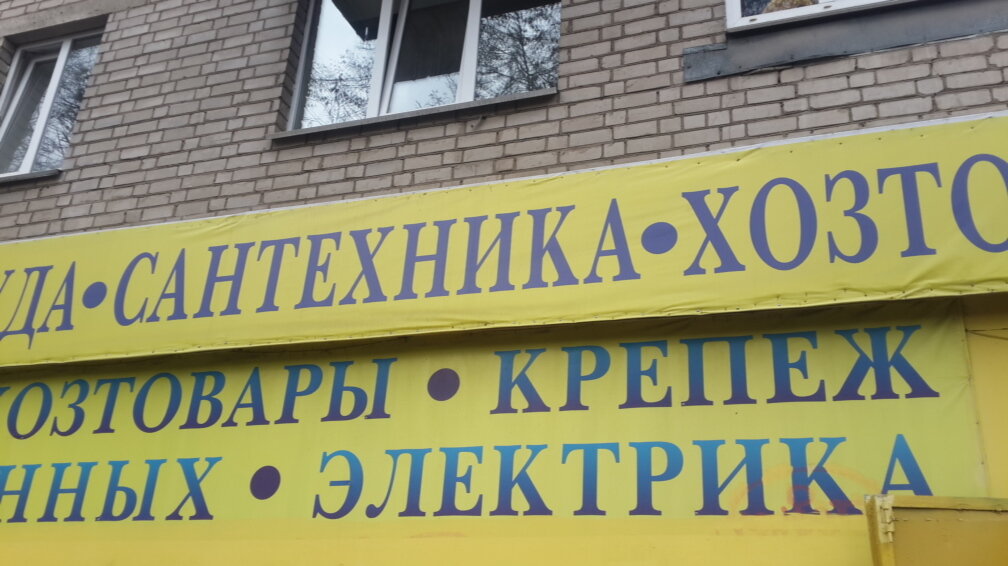 УДА•САНТЕХНИКА•ХОЗТО
ХОЗТОВАРЫ • КРЕПЕЖ
ННЫХ • ЭЛЕКТРИКА